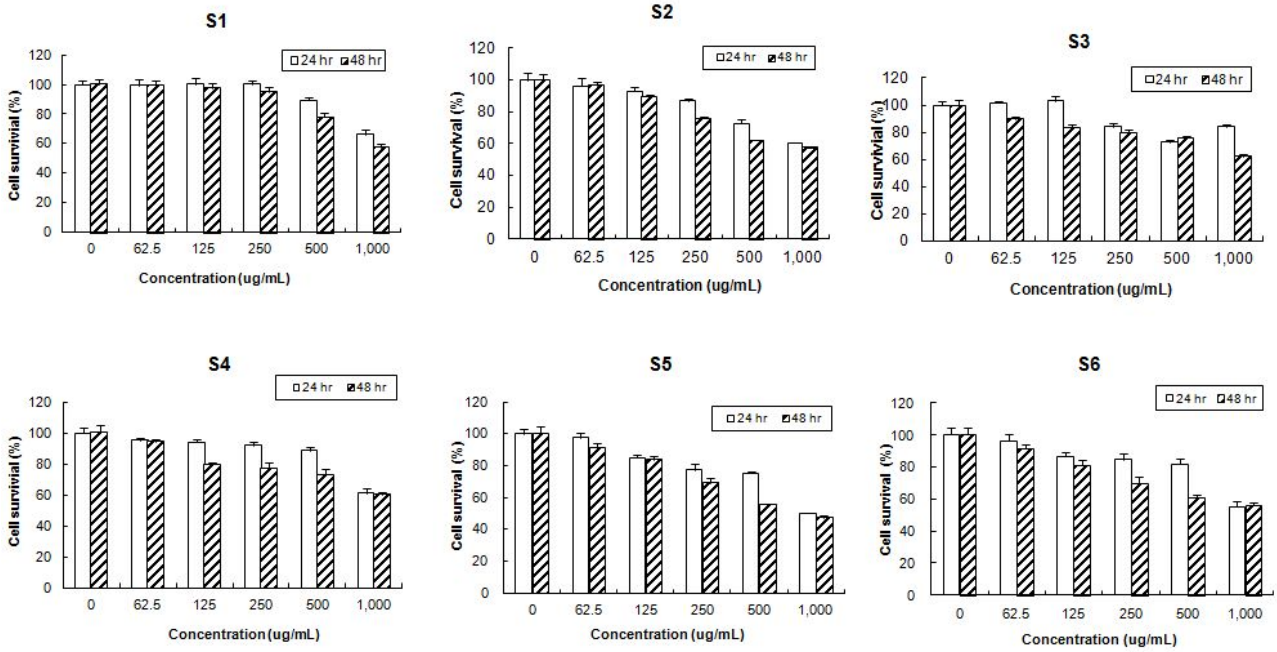 S1
24 hr 48 hr
Cell survival (%)
120
100
80
60
40
20
0
0 62.5 125 250 500 1,000
Concentration (ug/mL)
S2
24 hr 48 hr
Cell survivial (%)
120
100
80
60
40
20
0
0 62.5 125 250 500 1,000
Concentration (ug/mL)
S3
24 hr 48 hr
Cell survival (%)
120
100
80
60
40
20
0
0 62.5 125 250 500 1,000
Concentration (ug/mL)
S4
24 hr 48 hr
Cell survival (%)
120
100
80
60
40
20
0
0 62.5 125 250 500 1,000
Concentration (ug/mL)
S5
24 hr 48 hr
Cell survival (%)
120
100
80
60
40
20
0
0 62.5 125 250 500 1,000
Concentration (ug/mL)
S6
24 hr 48 hr
Cell survival (%)
120
100
80
60
40
20
0
0 62.5 125 250 500 1,000
Concentration (ug/mL)